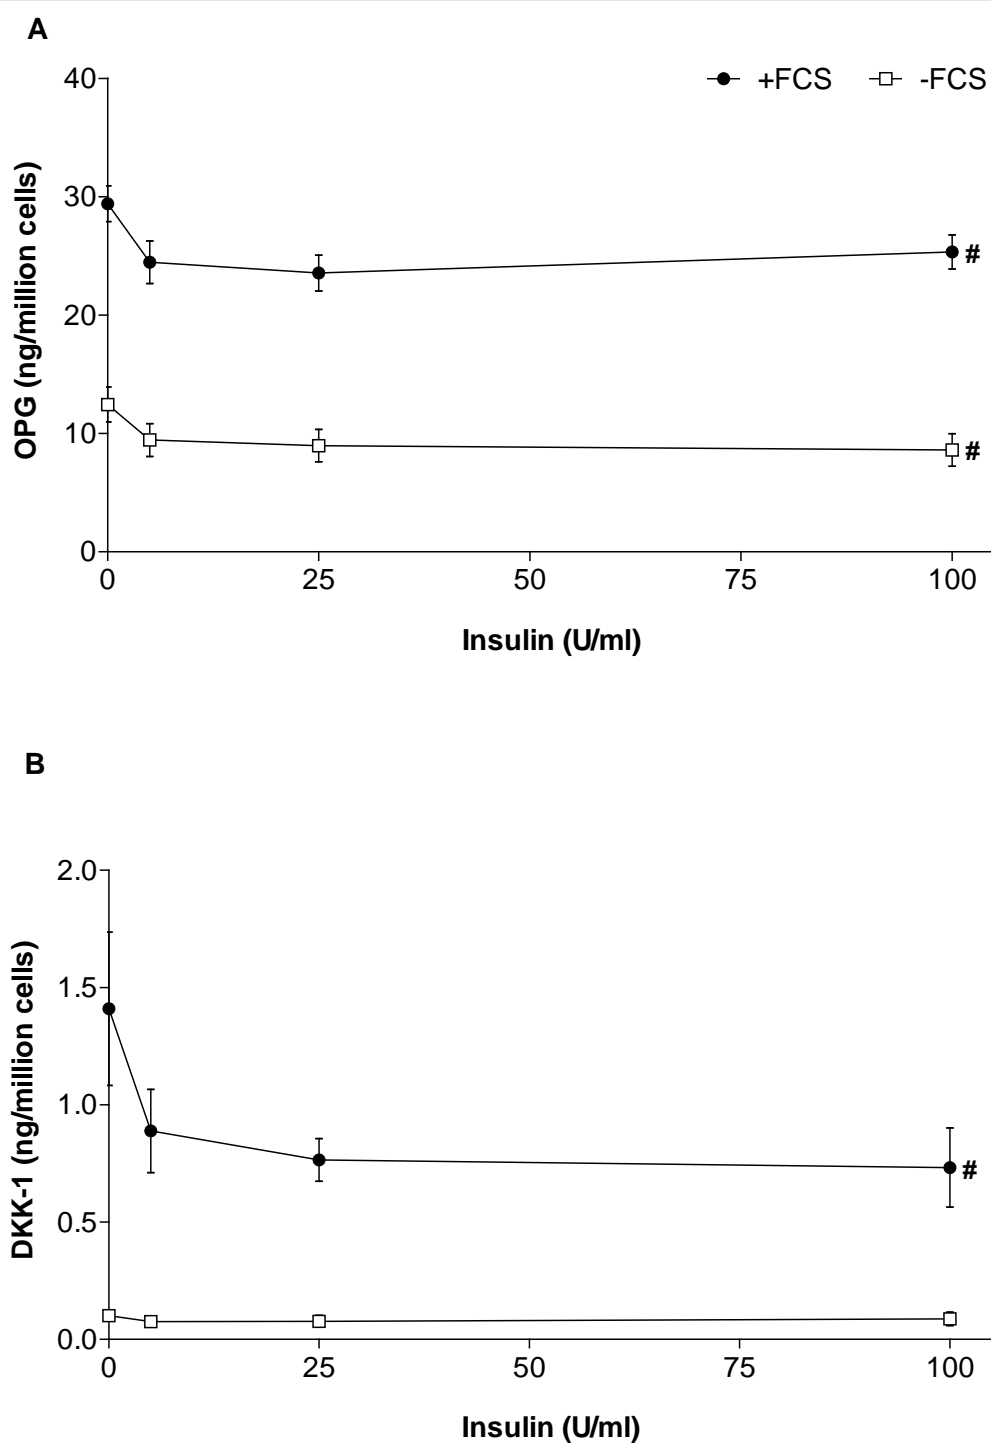 A
+FCS -FCS
40
30
20
10
0
OPG (ng/million cells)
# 
#
0 25 50 75 100
Insulin (U/ml)
B
2.0
1.5
1.0
0.5
0.0
DKK-1 (ng/million cells)
#
0 25 50 75 100
Insulin (U/ml)